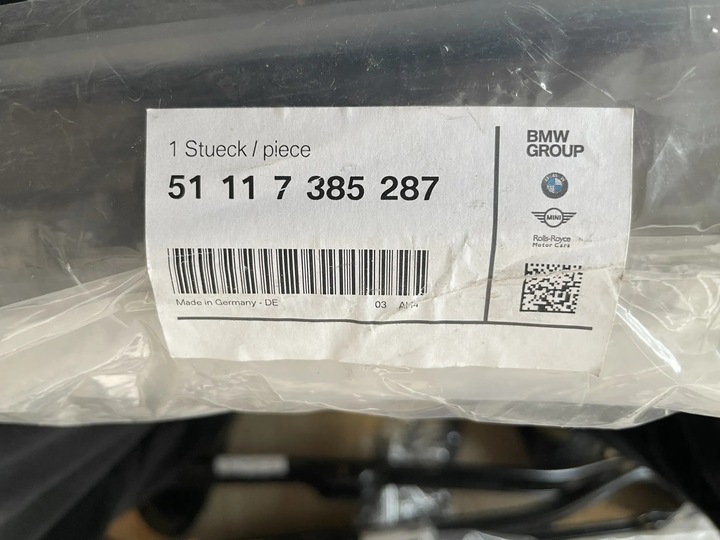 1 Stueck / piece
51 11 7 385 287
Made in Germany - DE
03
BMW
GROUP
MINI
Rolls-Royce
Motor Cars